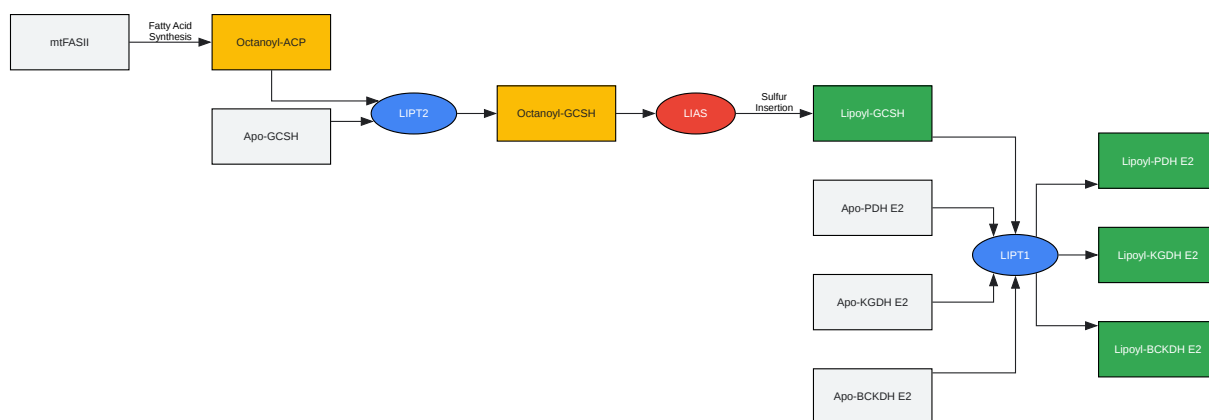 mtFASII
Fatty Acid
Synthesis
Octanoyl-ACP
Apo-GCSH
LIPT2
Octanoyl-GCSH
LIAS
Sulfur
Insertion
Lipoyl-GCSH
Apo-PDH E2
Apo-KGDH E2
Apo-BCKDH E2
LIPT1
Lipoyl-PDH E2
Lipoyl-KGDH E2
Lipoyl-BCKDH E2